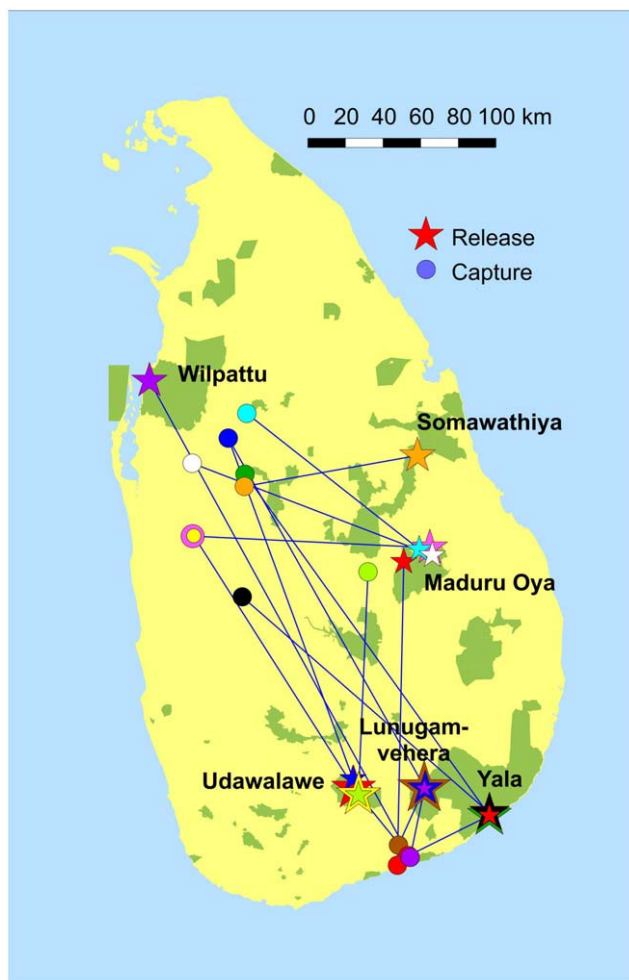 0 20 40 60 80 100 km
Release
Capture
Wilpattu
Somawathiya
Maduru Oya
Lunugam-
vehera
Udawalawe
Yala